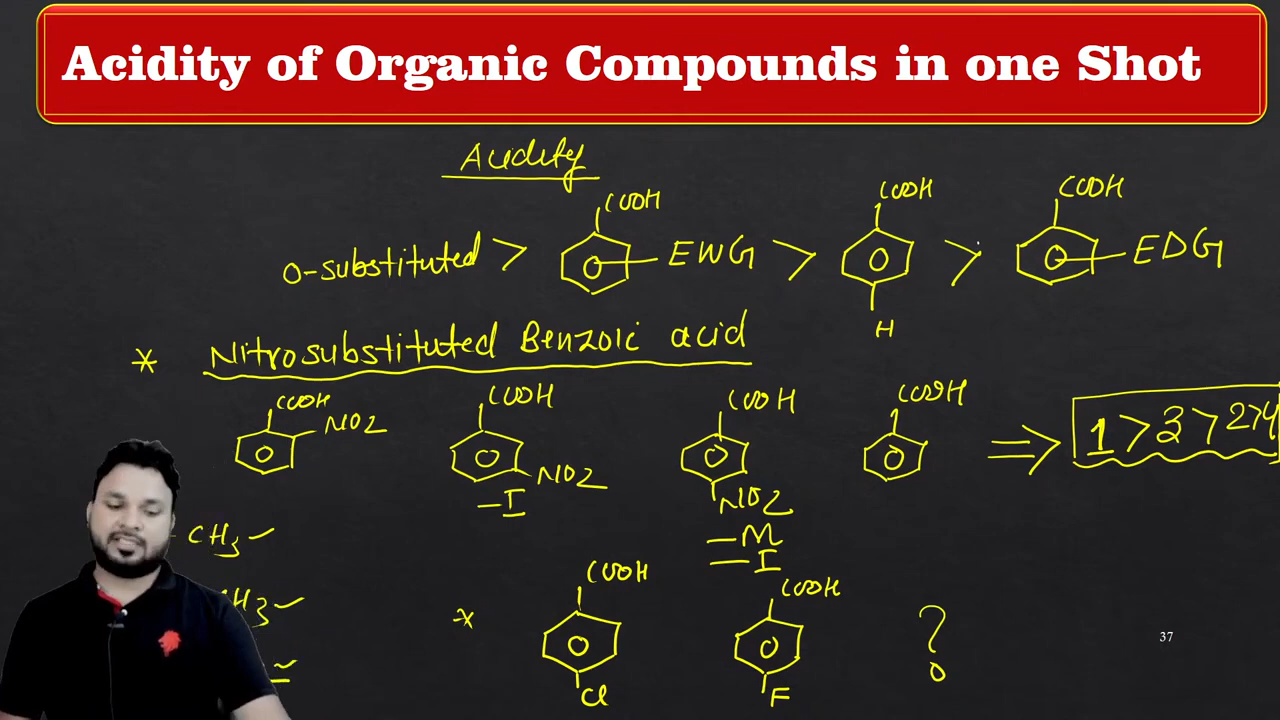 Acidity of Organic Compounds in one Shot
Acidity
COOH COOH COOH
o-substituted > EWG > > EDG
H
* Nitrosubstituted Benzoic acid
COOH COOH COOH COOH
NO2 NO2 NO2 ⇒ 1 > 3 > 2 > 4
-I
-M
-I
CH3 ✓
H3 ✓
COOH COOH
* ?
Cl F
37